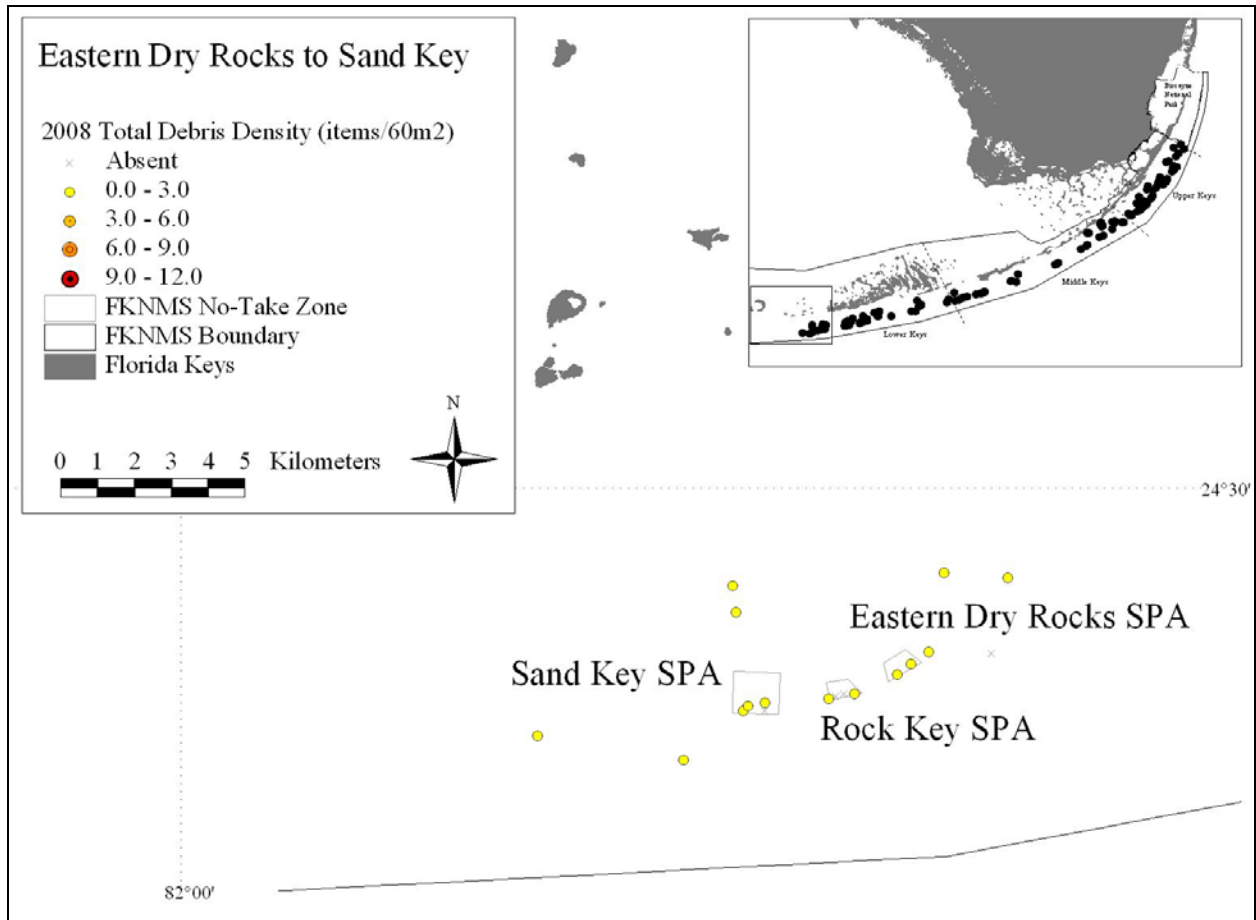 Eastern Dry Rocks to Sand Key
2008 Total Debris Density (items/60m2)
Absent
0.0 - 3.0
3.0 - 6.0
6.0 - 9.0
9.0 - 12.0
FKNMS No-Take Zone
FKNMS Boundary
Florida Keys
N
0 1 2 3 4 5 Kilometers
Biscayne
National
Park
Upper Keys
Middle Keys
Lower Keys
24°30'
Eastern Dry Rocks SPA
Sand Key SPA
Rock Key SPA
82°00'